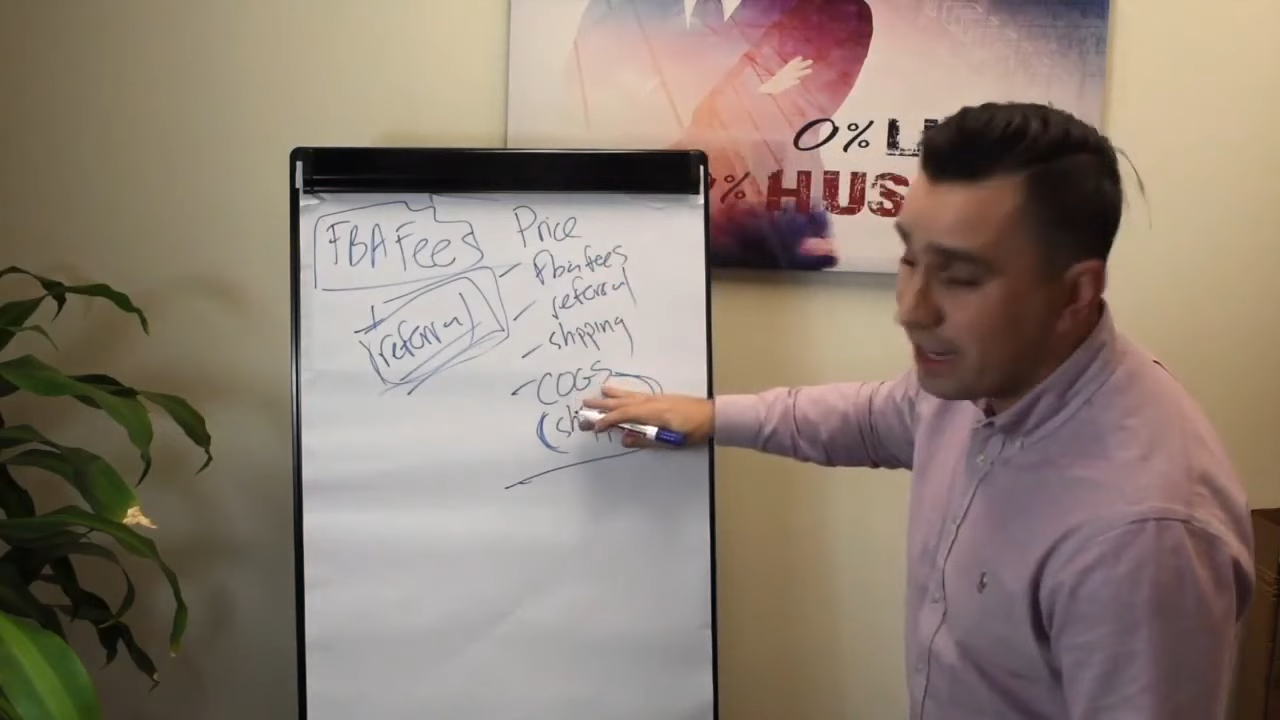 0%
% HUS
FBA Fees
referral
Price
- fba fees
- referral
- shipping
- COGS